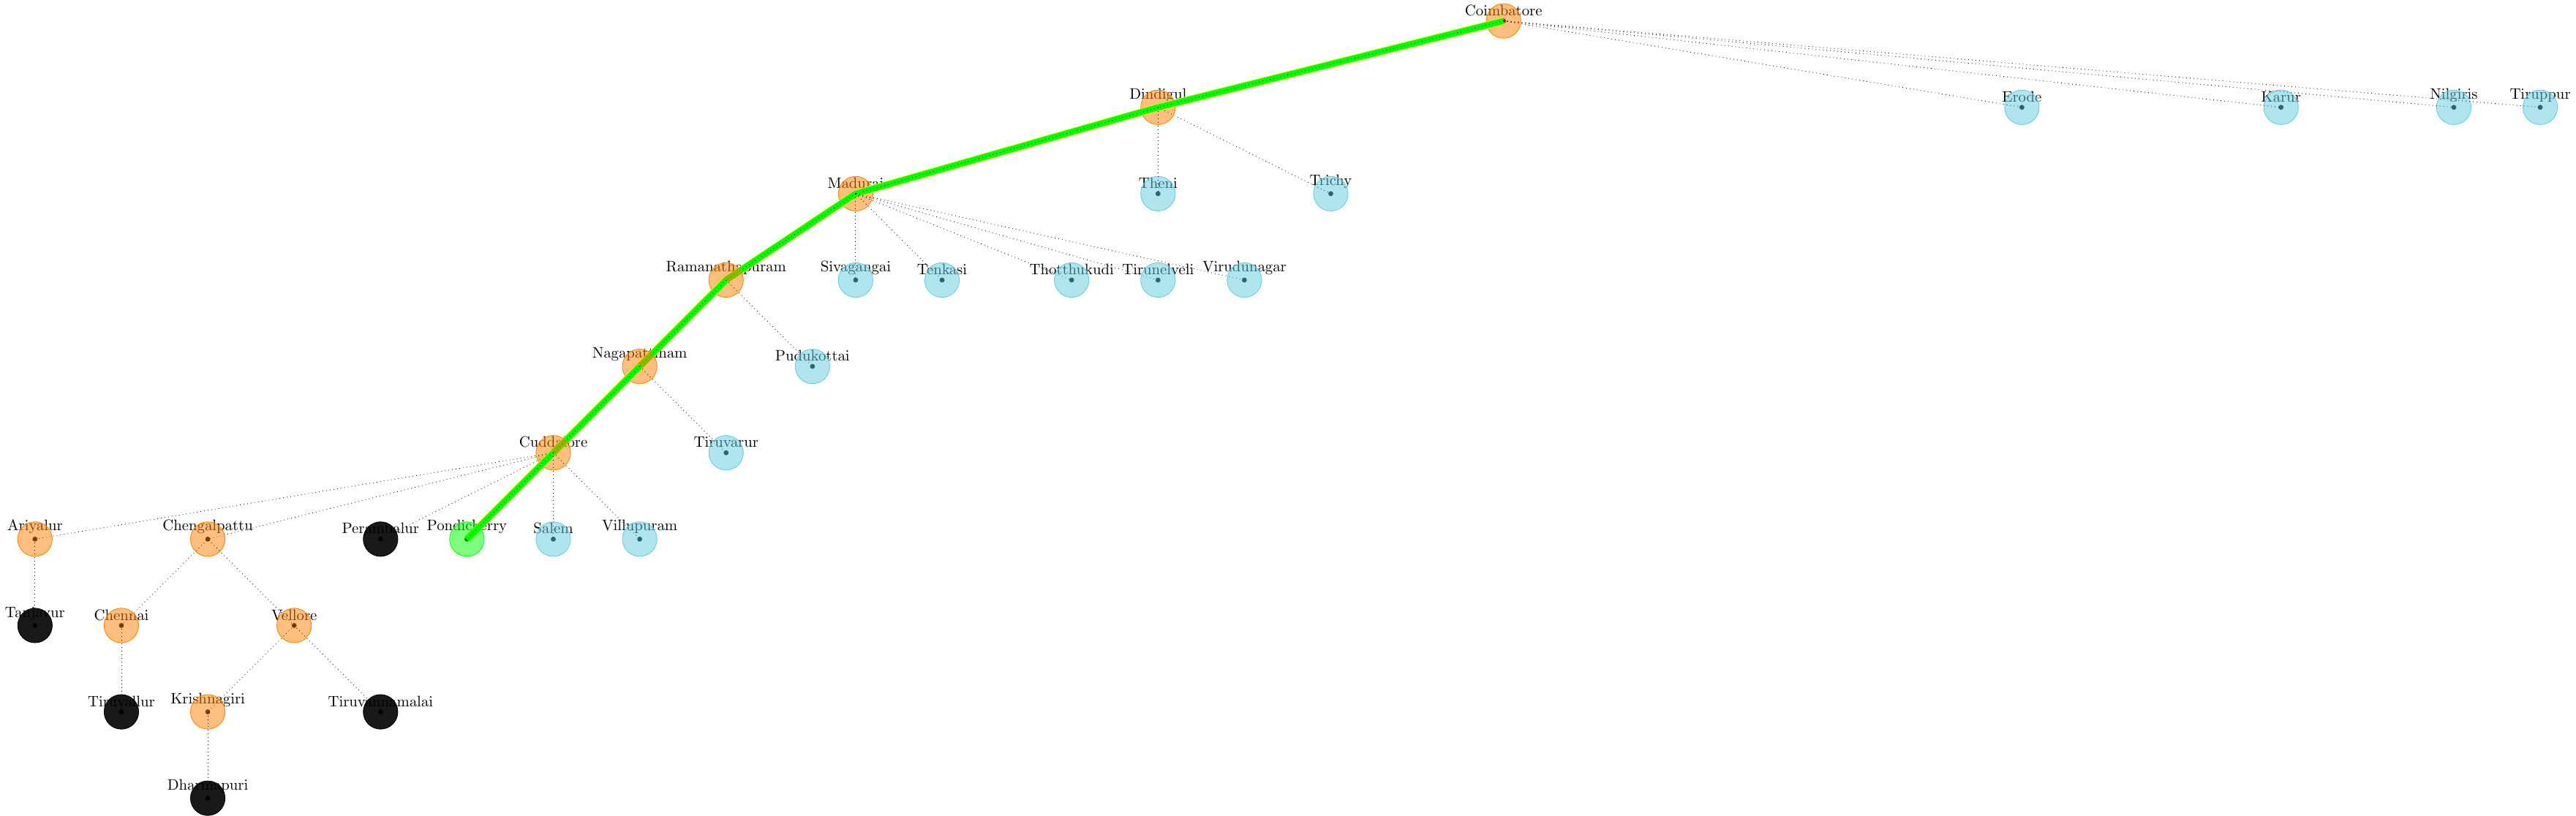 Coimbatore
Dindigul
Erode
Karur
Nilgiris
Tiruppur
Madurai
Theni
Trichy
Ramanathapuram
Sivagangai
Tenkasi
Thotthukudi
Tirunelveli
Virudunagar
Nagapattinam
Pudukottai
Cuddalore
Tiruvarur
Ariyalur
Chengalpattu
Perambalur
Pondicherry
Salem
Villupuram
Tanjavur
Chennai
Vellore
Tiruvallur
Krishnagiri
Tiruvannamalai
Dharmapuri